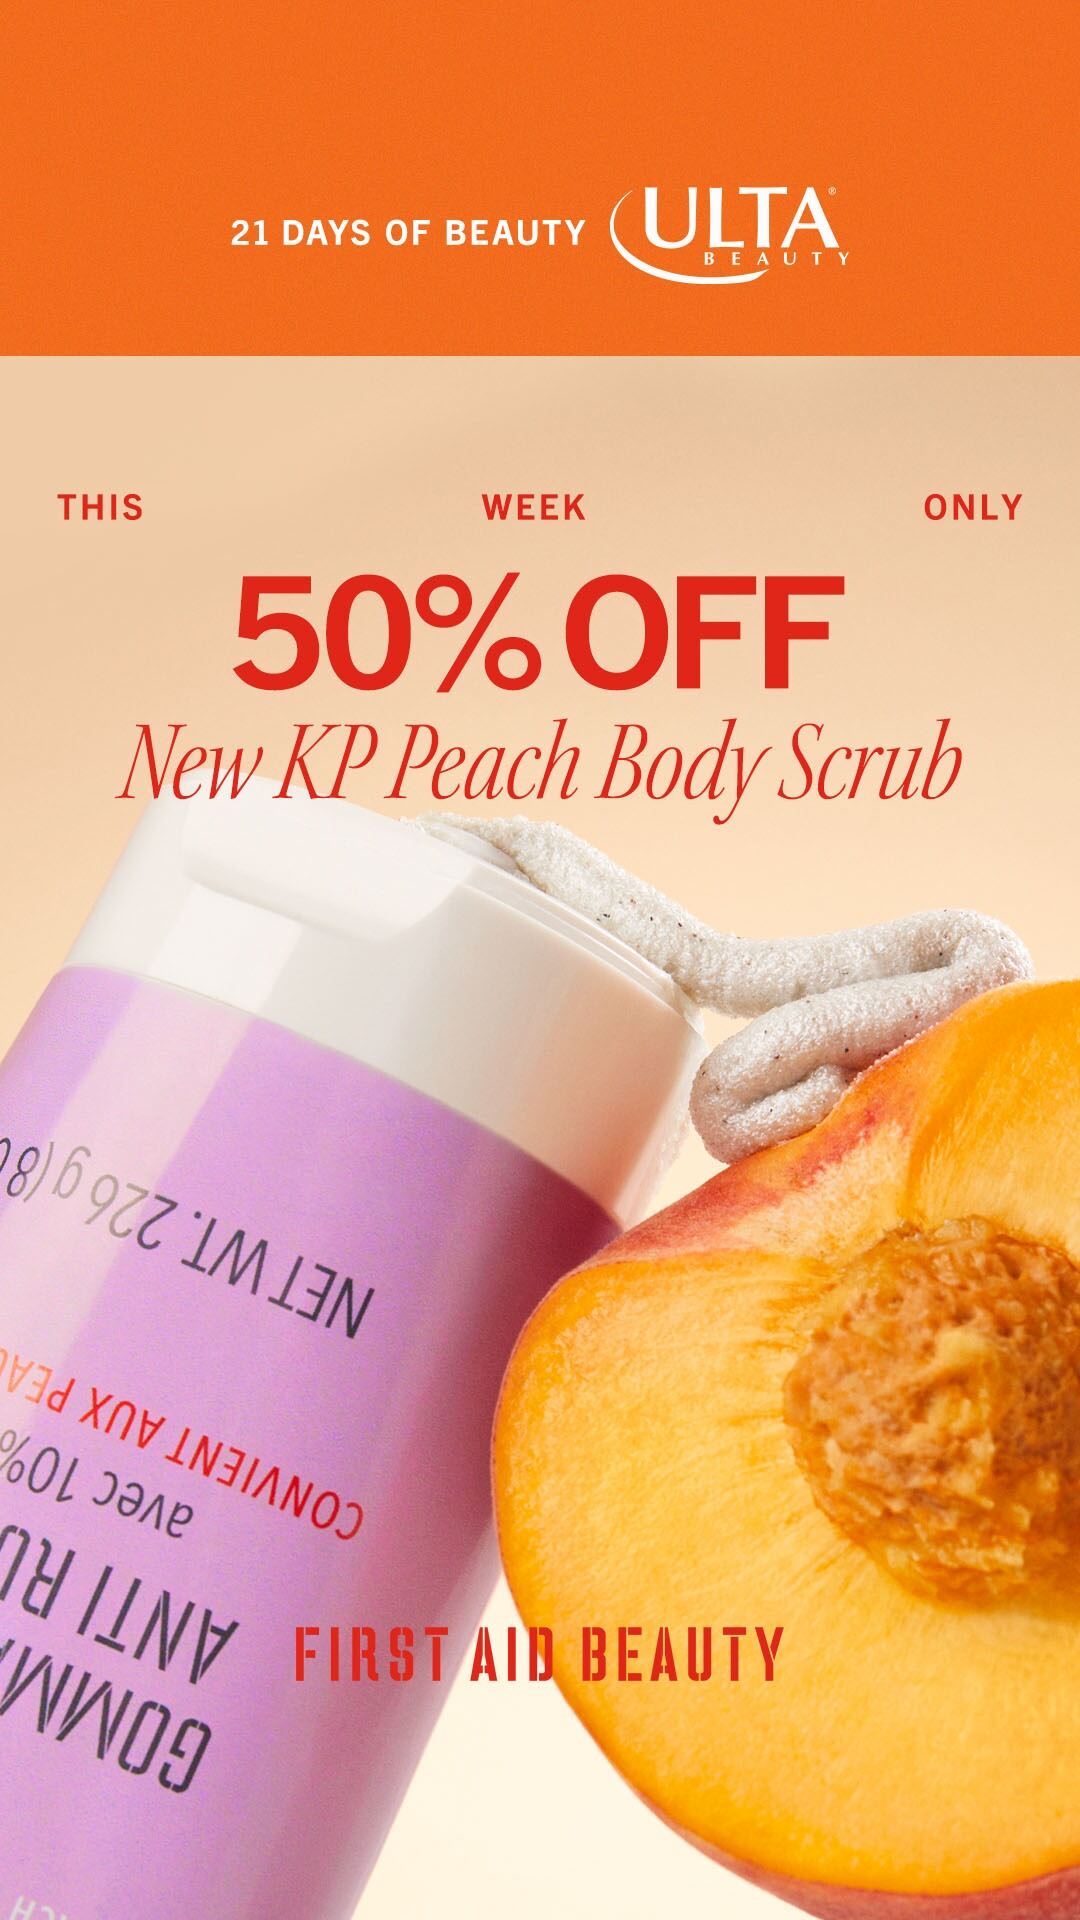 21 DAYS OF BEAUTY
ULTA®
BEAUTY
THIS WEEK ONLY
50% OFF
New KP Peach Body Scrub
NET WT. 226 g
CONVIENT AUX
avec 10%
ANTI
FIRST AID BEAUTY